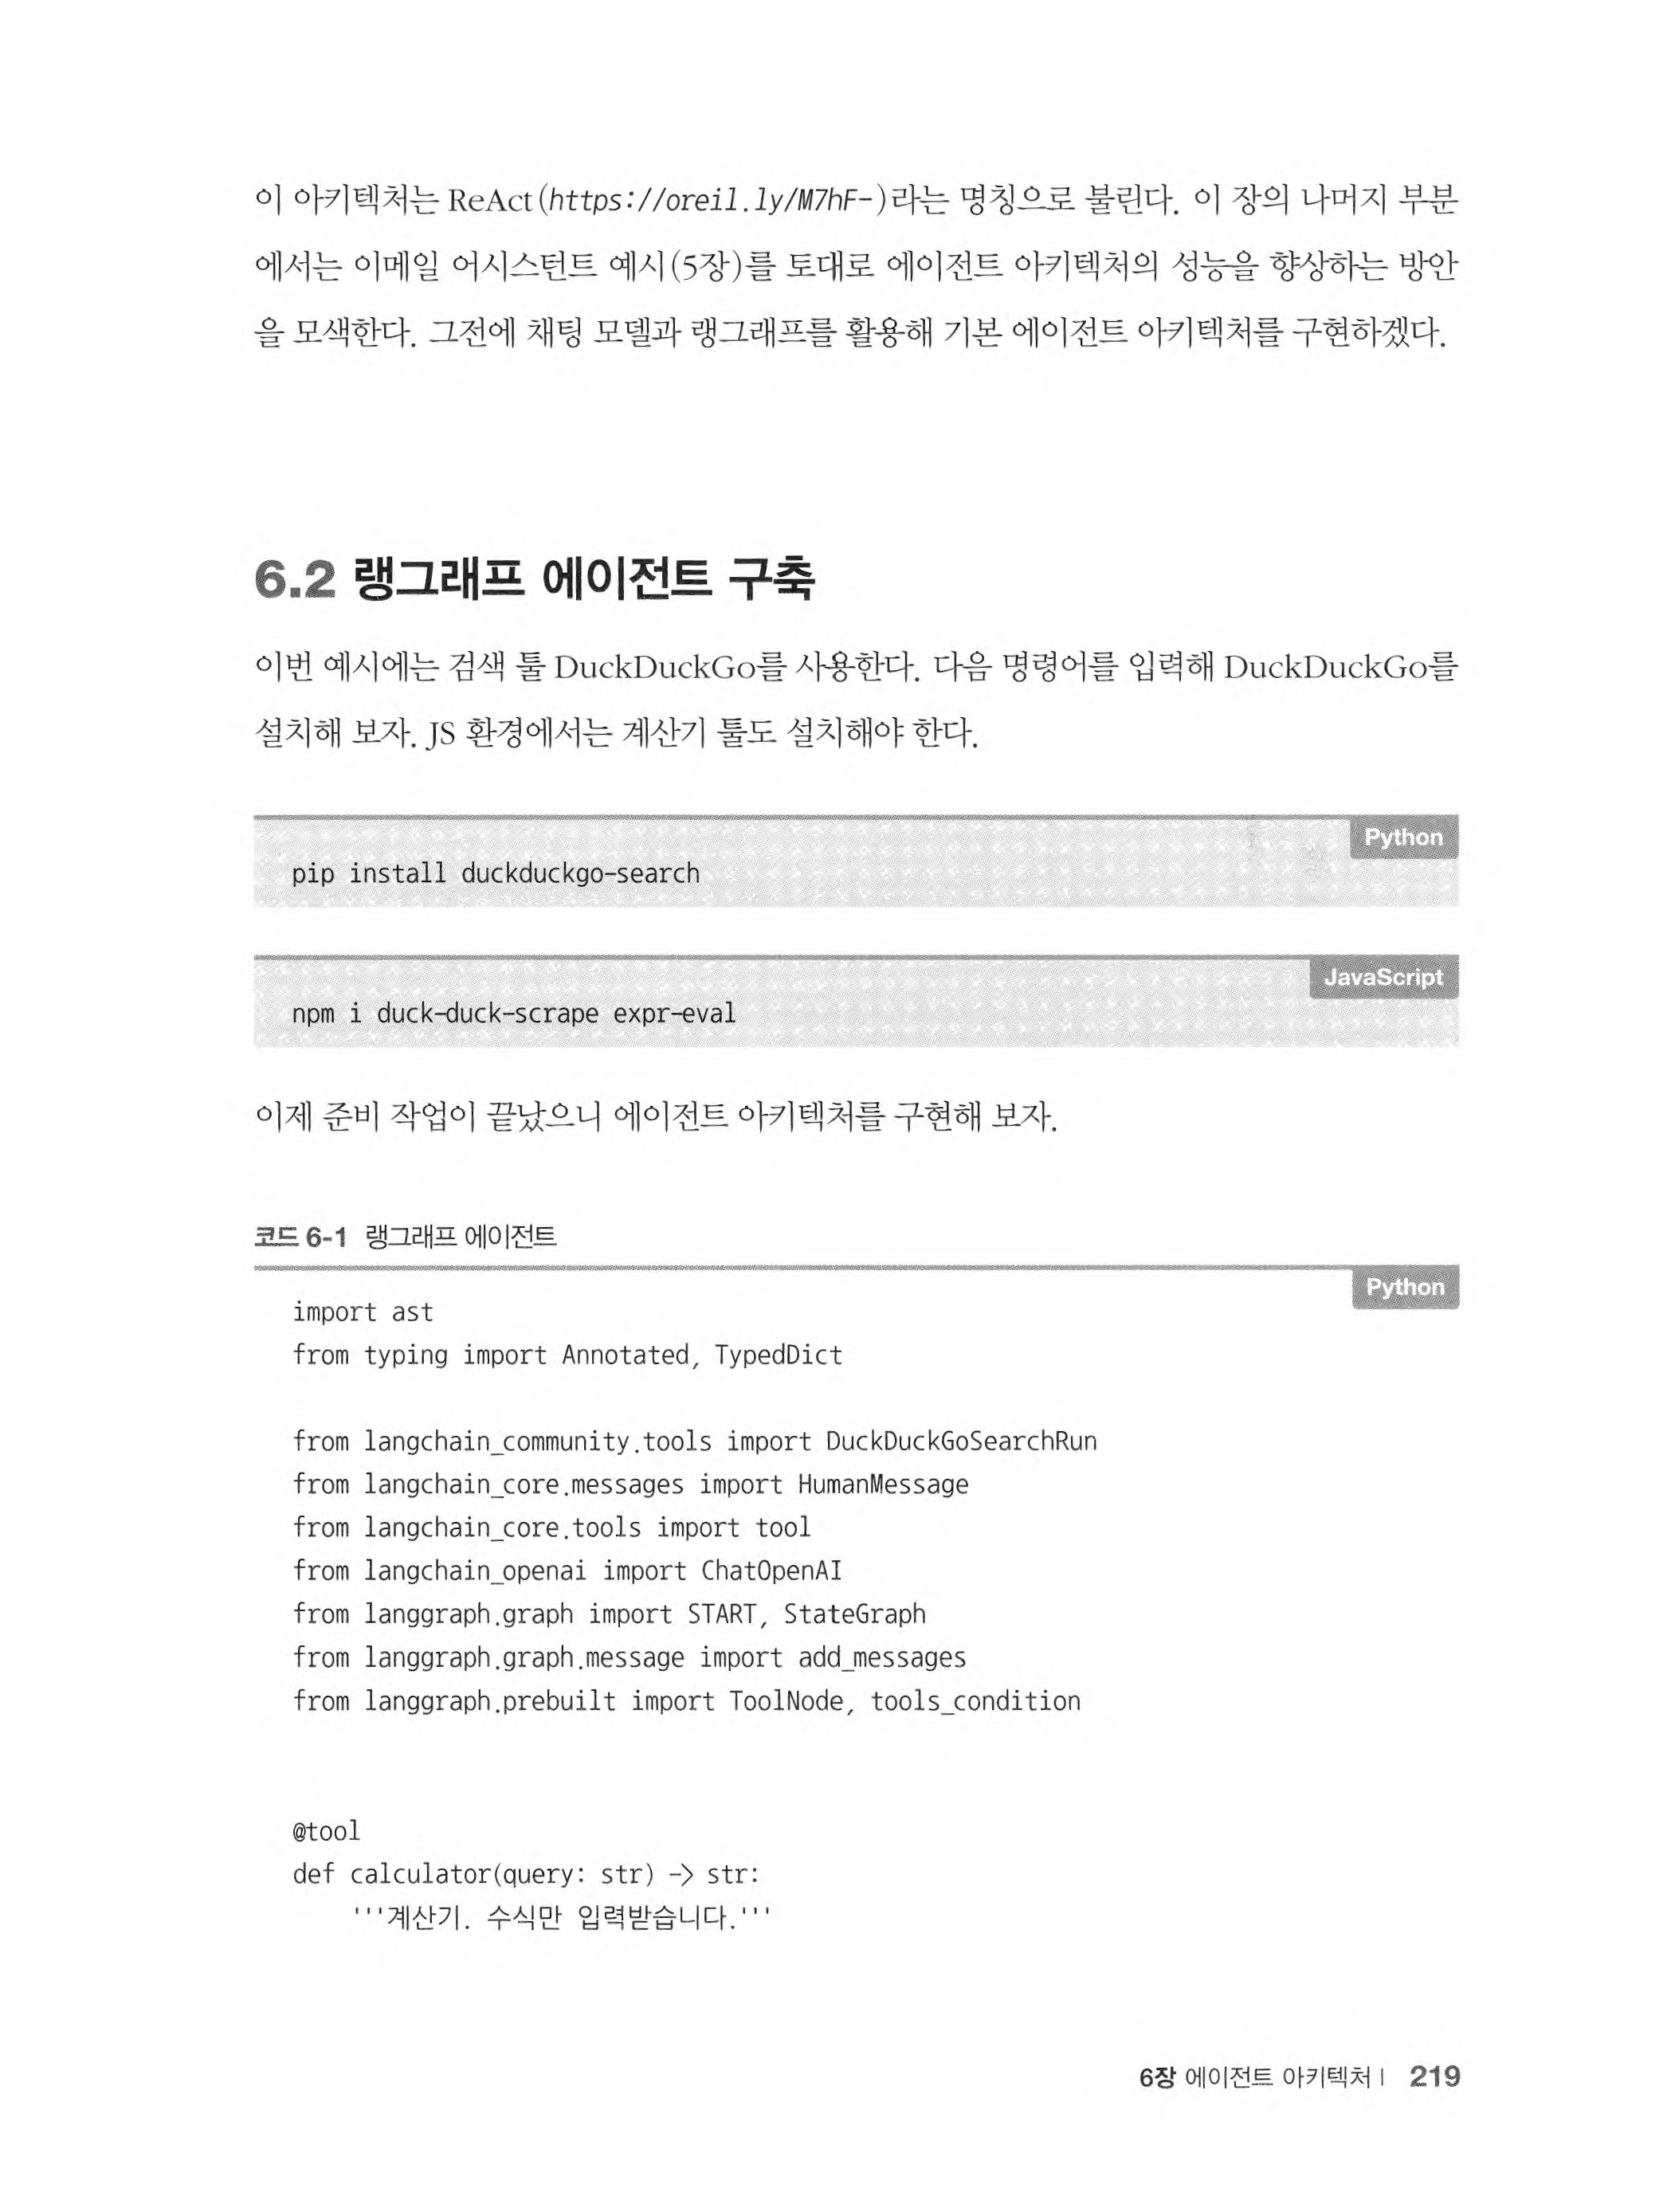 이 아키텍처는 ReAct(https://oreil.ly/M7hF-)라는 명칭으로 불린다. 이 장의 나머지 부분
에서는 이메일 어시스턴트 예시(5장)를 토대로 에이전트 아키텍처의 성능을 향상하는 방안
을 모색한다. 그전에 채팅 모델과 랭그래프를 활용해 기본 에이전트 아키텍처를 구현하겠다.
6.2 랭그래프 에이전트 구축
이번 예시에는 검색 툴 DuckDuckGo를 사용한다. 다음 명령어를 입력해 DuckDuckGo를
설치해 보자. JS 환경에서는 계산기 툴도 설치해야 한다.
Python
pip install duckduckgo-search
JavaScript
npm i duck-duck-scrape expr-eval
이제 준비 작업이 끝났으니 에이전트 아키텍처를 구현해 보자.
코드 6-1 랭그래프 에이전트
Python
import ast
from typing import Annotated, TypedDict
from langchain_community.tools import DuckDuckGoSearchRun
from langchain_core.messages import HumanMessage
from langchain_core.tools import tool
from langchain_openai import ChatOpenAI
from langgraph.graph import START, StateGraph
from langgraph.graph.message import add_messages
from langgraph.prebuilt import ToolNode, tools_condition
@tool
def calculator(query: str) -> str:
    '''계산기. 수식만 입력받습니다.'''
6장 에이전트 아키텍처 | 219